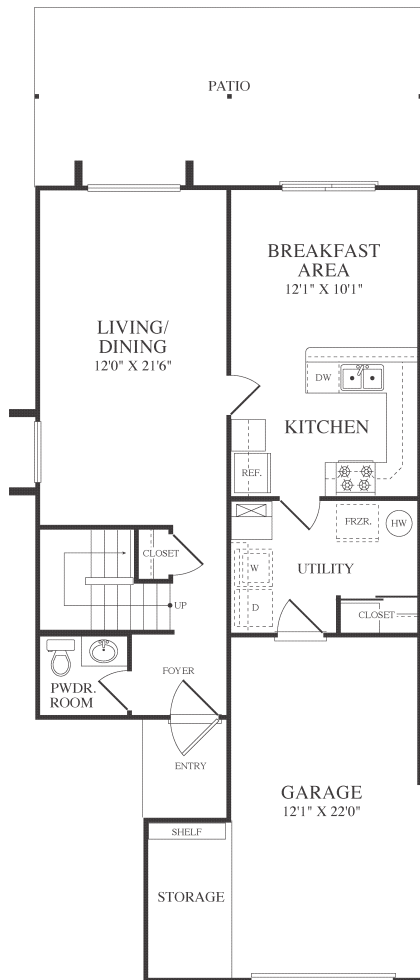 PATIO
BREAKFAST
AREA
12'1" X 10'1"
LIVING/
DINING
12'0" X 21'6"
DW
KITCHEN
REF.
FRZR.
HW
CLOSET
W
UTILITY
D
UP
CLOSET
FOYER
PWDR.
ROOM
ENTRY
GARAGE
12'1" X 22'0"
SHELF
STORAGE